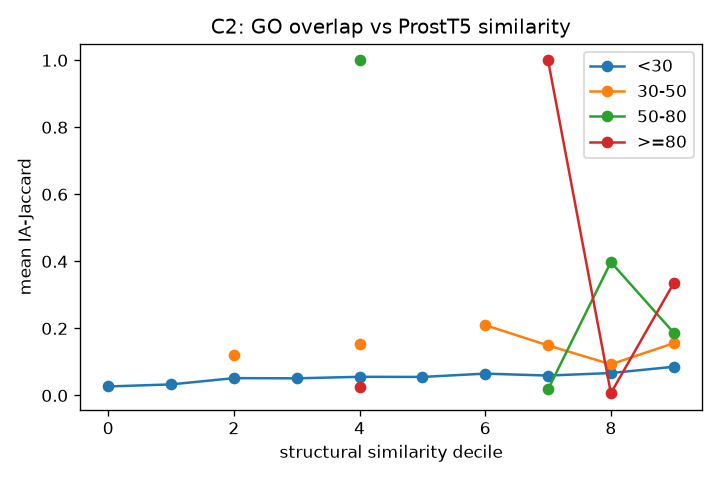 C2: GO overlap vs ProstT5 similarity
mean IA-Jaccard
1.0
0.8
0.6
0.4
0.2
0.0
<30
30-50
50-80
>=80
0 2 4 6 8
structural similarity decile